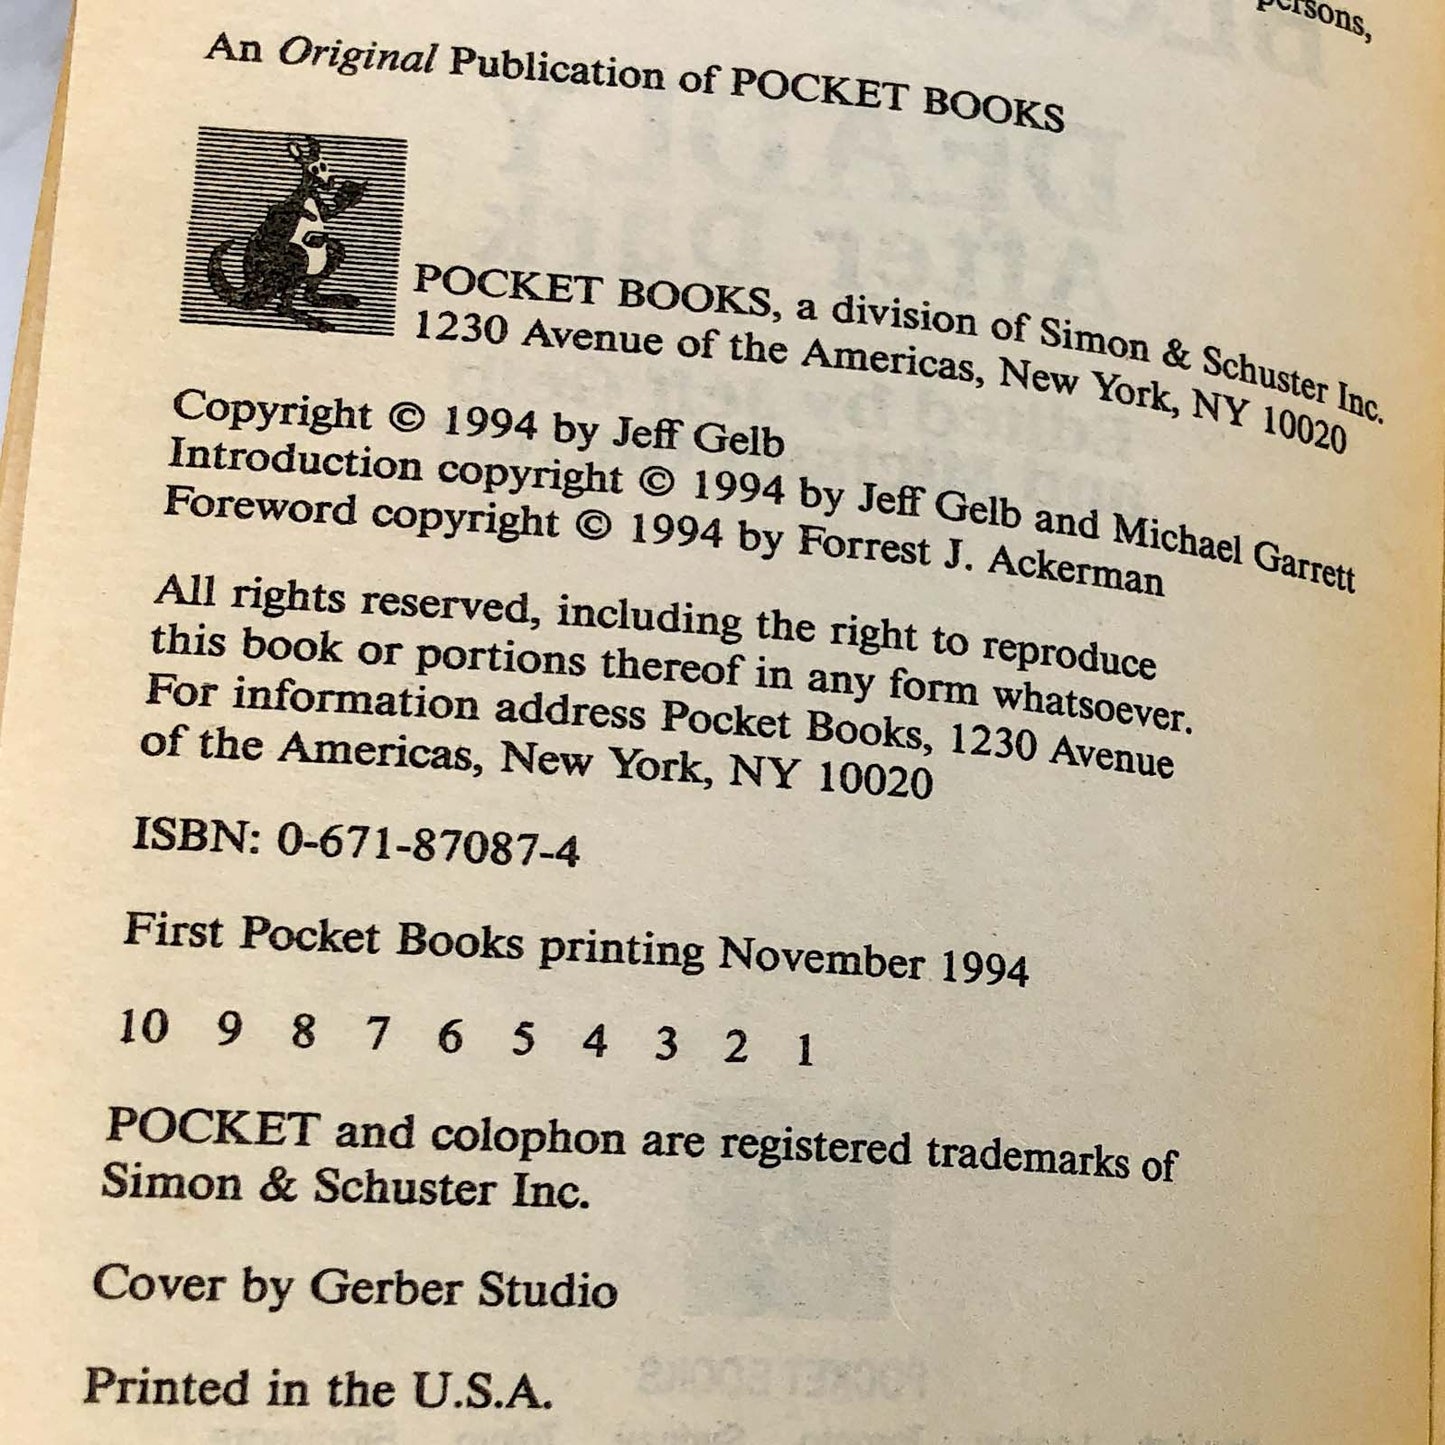 persons,
An Original Publication of POCKET BOOKS
POCKET BOOKS, a division of Simon & Schuster Inc.
1230 Avenue of the Americas, New York, NY 10020
Copyright © 1994 by Jeff Gelb
Introduction copyright © 1994 by Jeff Gelb and Michael Garrett
Foreword copyright © 1994 by Forrest J. Ackerman
All rights reserved, including the right to reproduce
this book or portions thereof in any form whatsoever.
For information address Pocket Books, 1230 Avenue
of the Americas, New York, NY 10020
ISBN: 0-671-87087-4
First Pocket Books printing November 1994
10 9 8 7 6 5 4 3 2 1
POCKET and colophon are registered trademarks of
Simon & Schuster Inc.
Cover by Gerber Studio
Printed in the U.S.A.